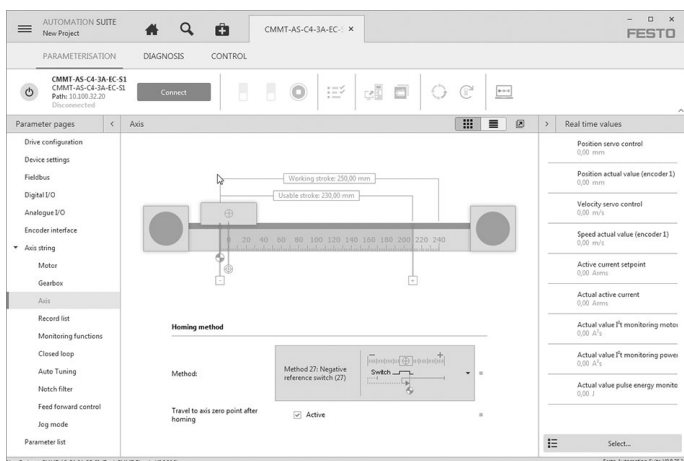 AUTOMATION SUITE
New Project
CMMT-AS-C4-3A-EC-S
FESTO
PARAMETERISATION
DIAGNOSIS
CONTROL
CMMT-AS-C4-3A-EC-S1
CMMT-AS-C4-3A-EC-S1
Path: 10.100.32.20
Disconnected
Connect
Parameter pages
Axis
Real time values
Drive configuration
Device settings
Fieldbus
Digital I/O
Analogue I/O
Encoder interface
Axis string
Motor
Gearbox
Axis
Record list
Monitoring functions
Closed loop
Auto Tuning
Notch filter
Feed forward control
Jog mode
Parameter list
Working stroke: 250,00 mm
Usable stroke: 230,00 mm
0 20 40 60 80 100 120 140 160 180 200 220 240
Homing method
Method:
Method 27: Negative
reference switch (27)
Switch
Travel to axis zero point after
homing
Active
Position servo control
0,00 mm
Position actual value (encoder 1)
0,00 mm
Velocity servo control
0,00 m/s
Speed actual value (encoder 1)
0,00 m/s
Active current setpoint
0,00 Arms
Actual active current
0,00 Arms
Actual value I²t monitoring motor
0,00 A²s
Actual value I²t monitoring power
0,00 A²s
Actual value pulse energy monito
0,00 J
Select...